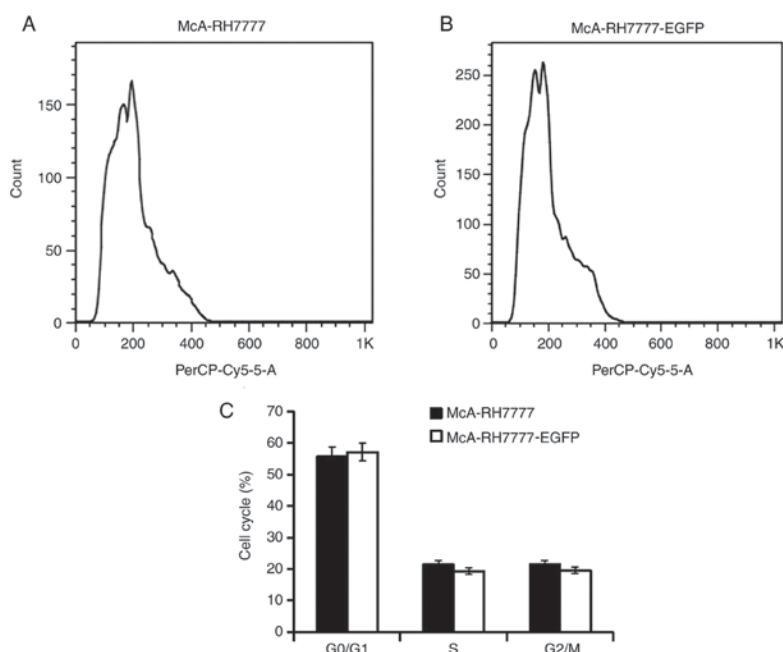 A
McA-RH7777
150
100
50
0
Count
0 200 400 600 800 1K
PerCP-Cy5-5-A
B
McA-RH7777-EGFP
250
200
150
100
50
0
Count
0 200 400 600 800 1K
PerCP-Cy5-5-A
C
McA-RH7777
McA-RH7777-EGFP
70
60
50
40
30
20
10
0
Cell cycle (%)
G0/G1 S G2/M